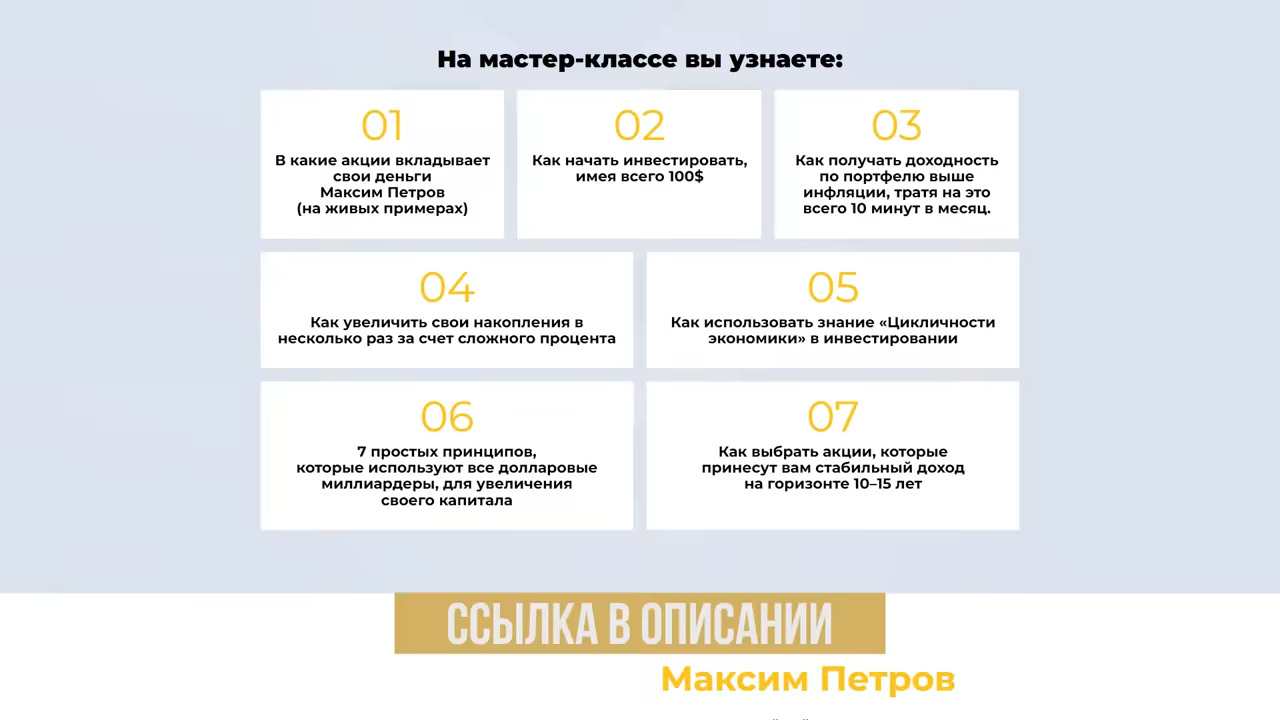 На мастер-классе вы узнаете:
01
В какие акции вкладывает
свои деньги
Максим Петров
(на живых примерах)
02
Как начать инвестировать,
имея всего 100$
03
Как получать доходность
по портфелю выше
инфляции, тратя на это
всего 10 минут в месяц.
04
Как увеличить свои накопления в
несколько раз за счет сложного процента
05
Как использовать знание «Цикличности
экономики» в инвестировании
06
7 простых принципов,
которые используют все долларовые
миллиардеры, для увеличения
своего капитала
07
Как выбрать акции, которые
принесут вам стабильный доход
на горизонте 10–15 лет
ССЫЛКА В ОПИСАНИИ
Максим Петров